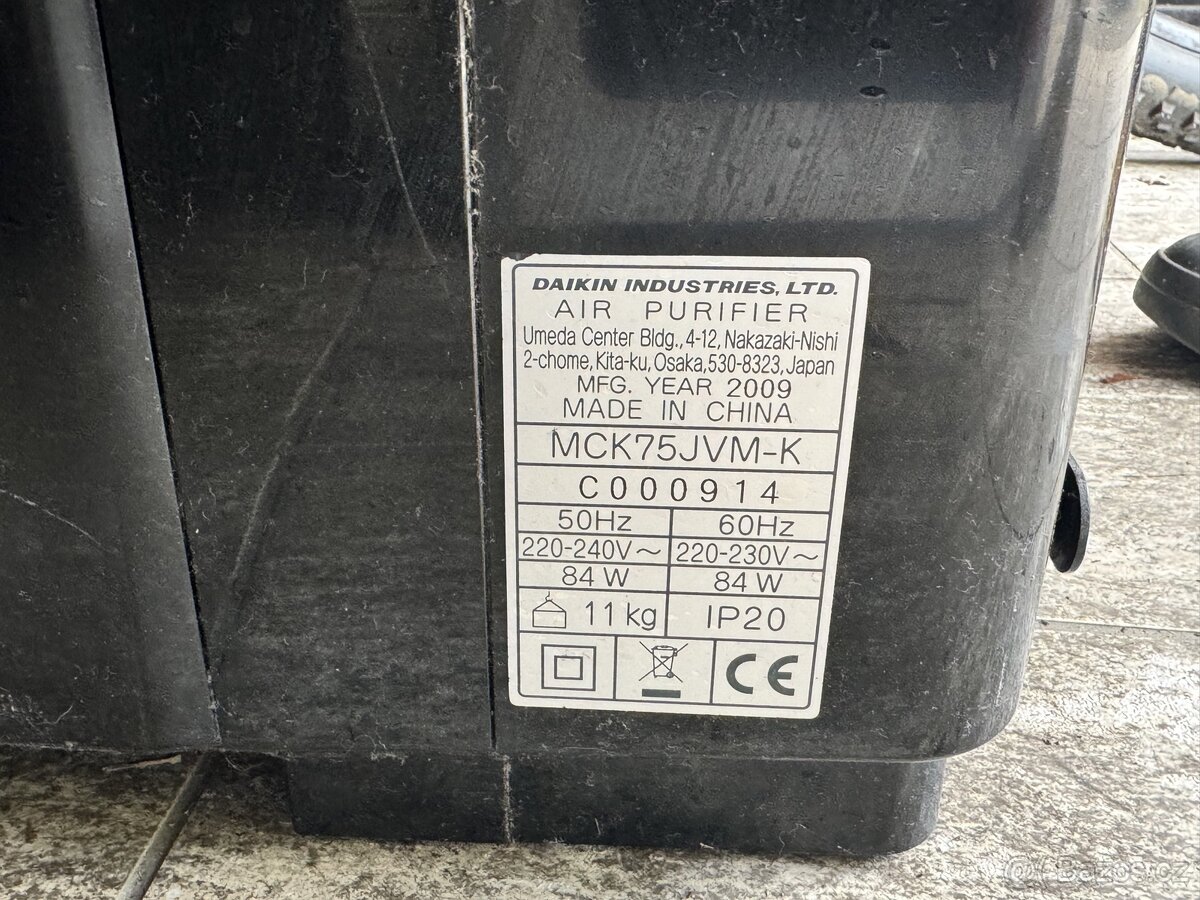 DAIKIN INDUSTRIES, LTD.
AIR PURIFIER
Umeda Center Bldg., 4-12, Nakazaki-Nishi
2-chome, Kita-ku, Osaka, 530-8323, Japan
MFG. YEAR 2009
MADE IN CHINA
MCK75JVM-K
C000914
50Hz 60Hz
220-240V~ 220-230V~
84 W 84 W
11 kg IP20
CE
Bazos.cz